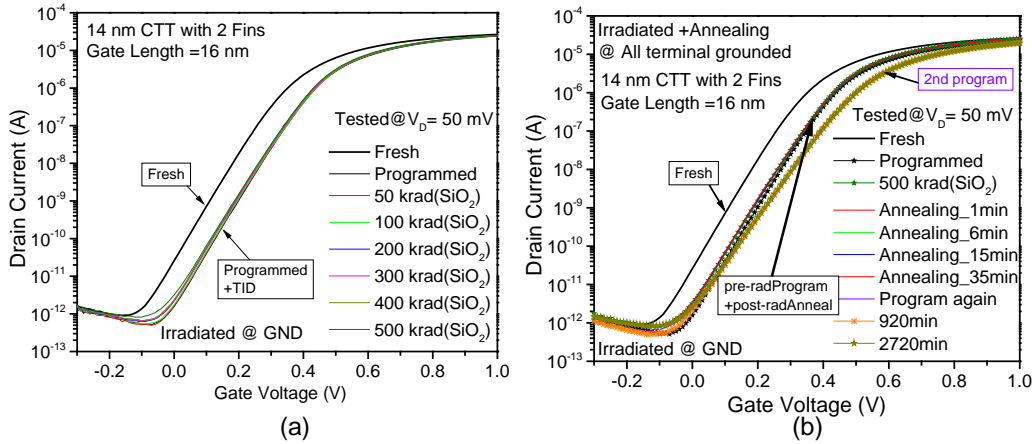 14 nm CTT with 2 Fins
Gate Length =16 nm
Tested@V_D= 50 mV
Fresh
Programmed
50 krad(SiO₂)
100 krad(SiO₂)
200 krad(SiO₂)
300 krad(SiO₂)
400 krad(SiO₂)
500 krad(SiO₂)
Fresh
Programmed
+TID
Irradiated @ GND
Drain Current (A)
10⁻⁴
10⁻⁵
10⁻⁶
10⁻⁷
10⁻⁸
10⁻⁹
10⁻¹⁰
10⁻¹¹
10⁻¹²
10⁻¹³
-0.2 0.0 0.2 0.4 0.6 0.8 1.0
Gate Voltage (V)
(a)
Irradiated +Annealing
@ All terminal grounded
14 nm CTT with 2 Fins
Gate Length =16 nm
2nd program
Tested@V_D= 50 mV
Fresh
Programmed
500 krad(SiO₂)
Annealing_1min
Annealing_6min
Annealing_15min
Annealing_35min
Program again
920min
2720min
Fresh
pre-radProgram
+post-radAnneal
Irradiated @ GND
Drain Current (A)
10⁻⁴
10⁻⁵
10⁻⁶
10⁻⁷
10⁻⁸
10⁻⁹
10⁻¹⁰
10⁻¹¹
10⁻¹²
10⁻¹³
-0.2 0.0 0.2 0.4 0.6 0.8 1.0
Gate Voltage (V)
(b)